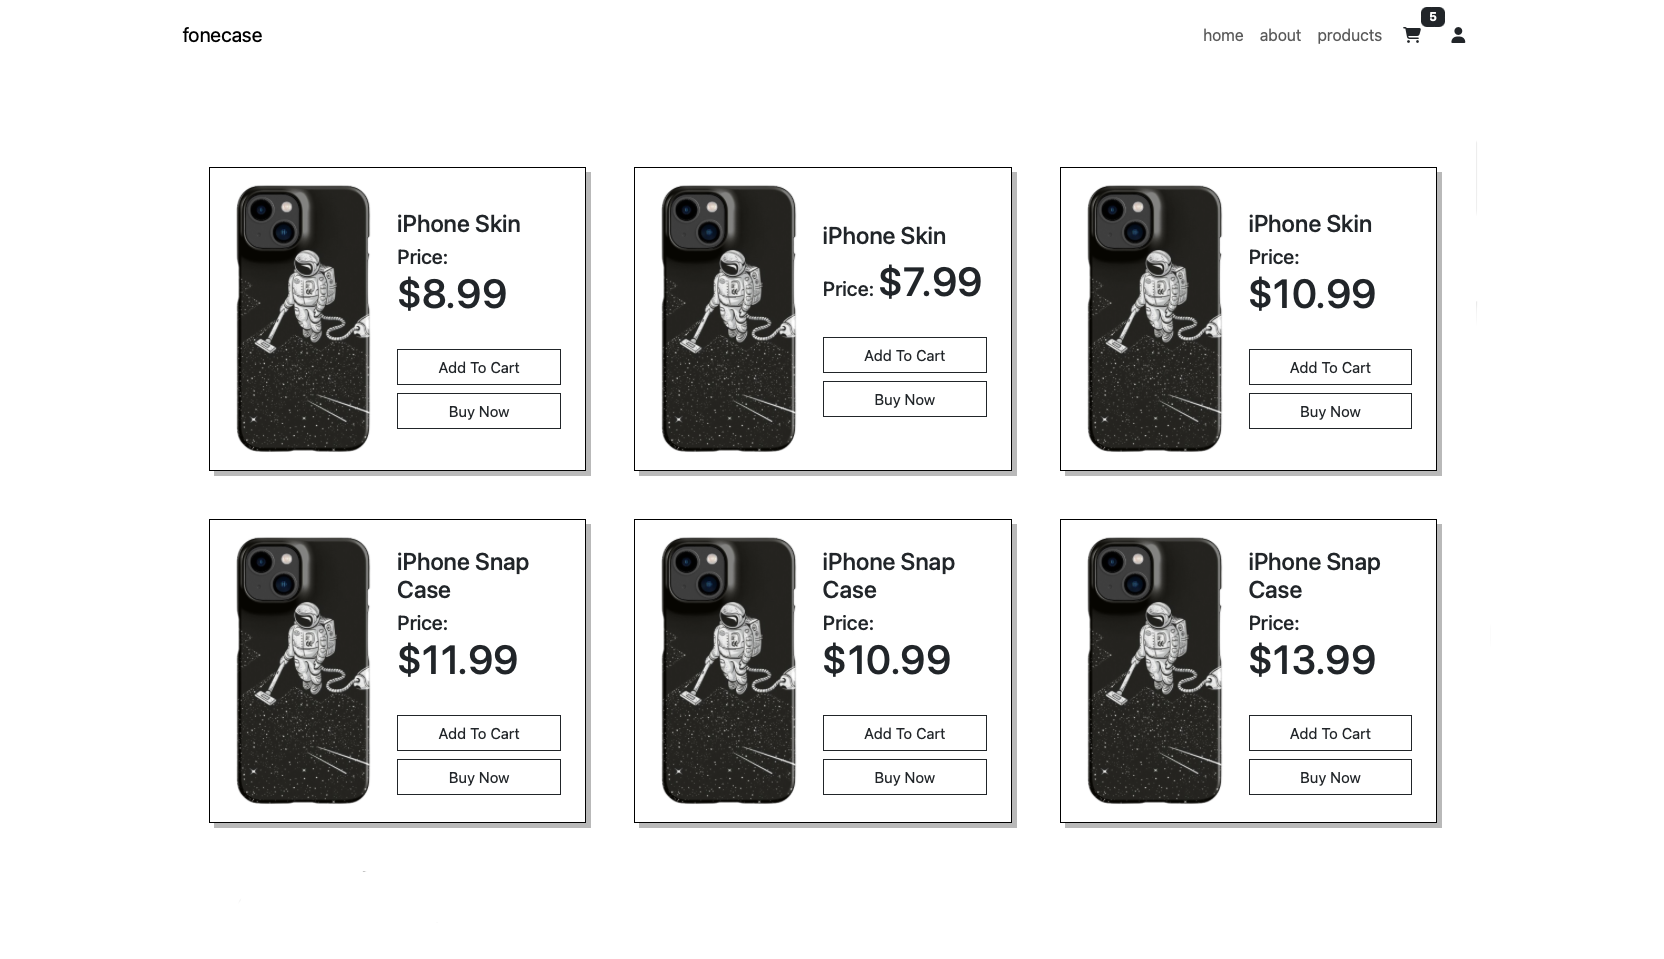 fonecase
home about products 5
iPhone Skin
Price:
$8.99
Add To Cart
Buy Now
iPhone Skin
Price: $7.99
Add To Cart
Buy Now
iPhone Skin
Price:
$10.99
Add To Cart
Buy Now
iPhone Snap
Case
Price:
$11.99
Add To Cart
Buy Now
iPhone Snap
Case
Price:
$10.99
Add To Cart
Buy Now
iPhone Snap
Case
Price:
$13.99
Add To Cart
Buy Now